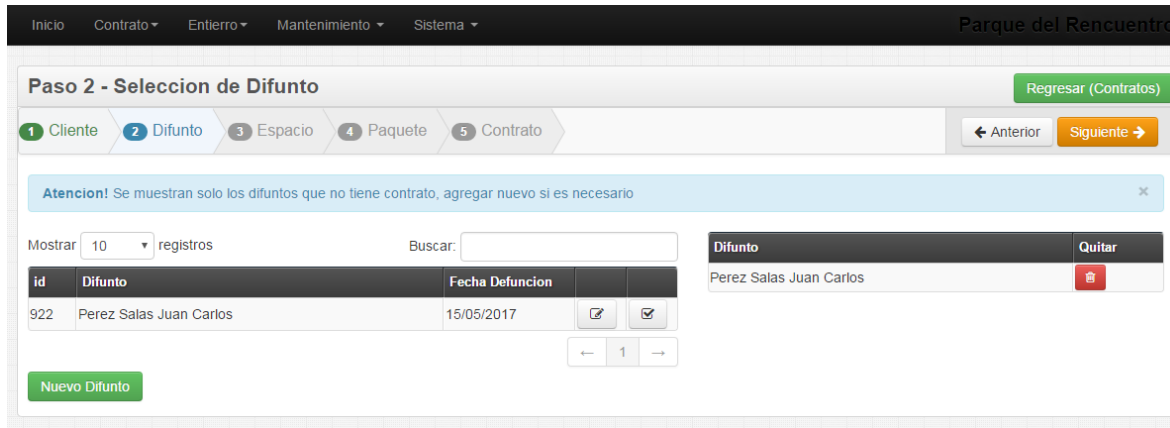 Inicio Contrato Entierro Mantenimiento Sistema Parque del Rencuentro
Paso 2 - Seleccion de Difunto
Regresar (Contratos)
1 Cliente 2 Difunto 3 Espacio 4 Paquete 5 Contrato
← Anterior Siguiente →
Atencion! Se muestran solo los difuntos que no tiene contrato, agregar nuevo si es necesario ×
Mostrar 10 registros Buscar:
id Difunto Fecha Defuncion
922 Perez Salas Juan Carlos 15/05/2017
← 1 →
Nuevo Difunto
Difunto Quitar
Perez Salas Juan Carlos